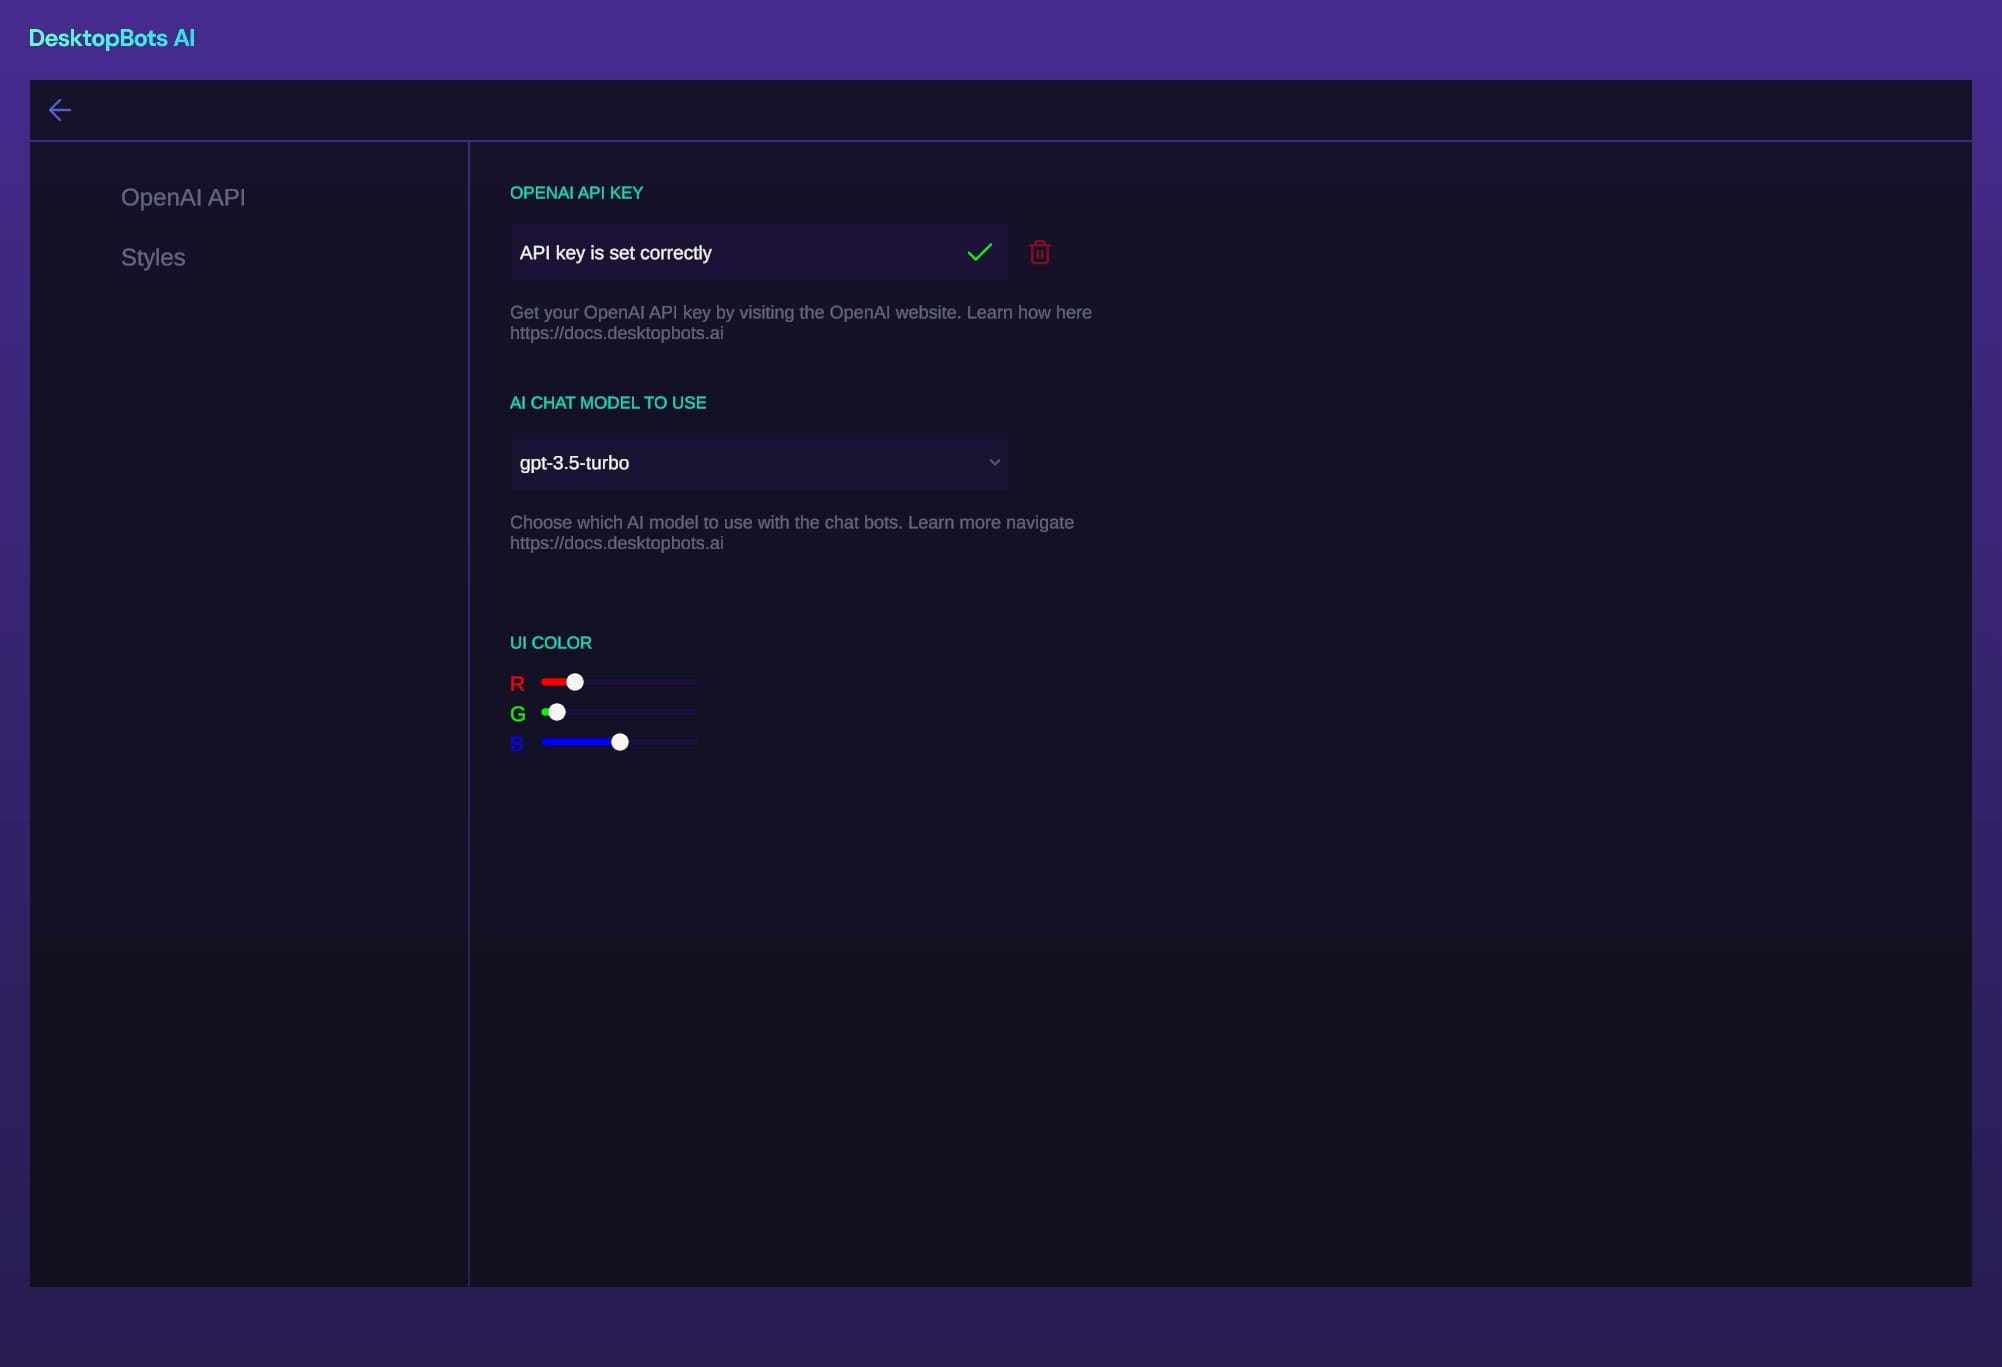 DesktopBots AI
OpenAI API
Styles
OPENAI API KEY
API key is set correctly
Get your OpenAI API key by visiting the OpenAI website. Learn how here
https://docs.desktopbots.ai
AI CHAT MODEL TO USE
gpt-3.5-turbo
Choose which AI model to use with the chat bots. Learn more navigate
https://docs.desktopbots.ai
UI COLOR
R
G
B